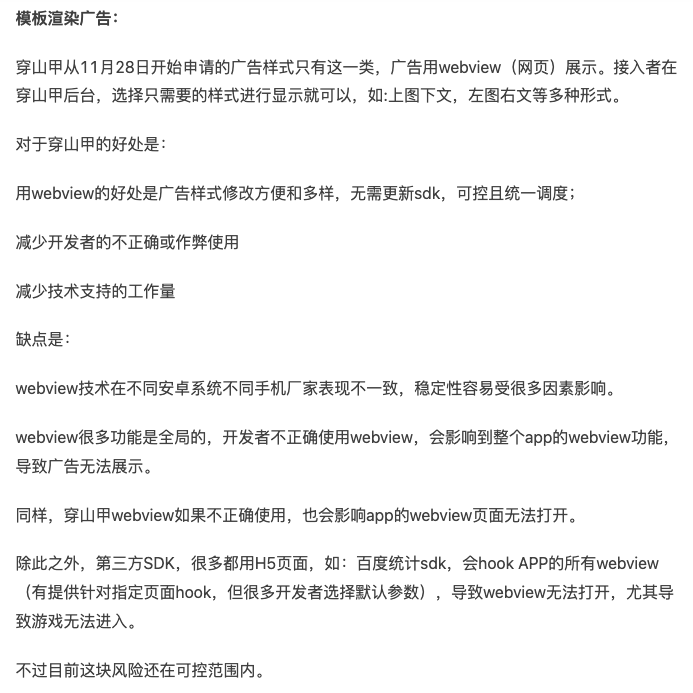 模板渲染广告：
穿山甲从11月28日开始申请的广告样式只有这一类，广告用webview（网页）展示。接入者在
穿山甲后台，选择只需要的样式进行显示就可以，如:上图下文，左图右文等多种形式。
对于穿山甲的好处是：
用webview的好处是广告样式修改方便和多样，无需更新sdk，可控且统一调度；
减少开发者的不正确或作弊使用
减少技术支持的工作量
缺点是：
webview技术在不同安卓系统不同手机厂家表现不一致，稳定性容易受很多因素影响。
webview很多功能是全局的，开发者不正确使用webview，会影响到整个app的webview功能，
导致广告无法展示。
同样，穿山甲webview如果不正确使用，也会影响app的webview页面无法打开。
除此之外，第三方SDK，很多都用H5页面，如：百度统计sdk，会hook APP的所有webview
（有提供针对指定页面hook，但很多开发者选择默认参数），导致webview无法打开，尤其导
致游戏无法进入。
不过目前这块风险还在可控范围内。